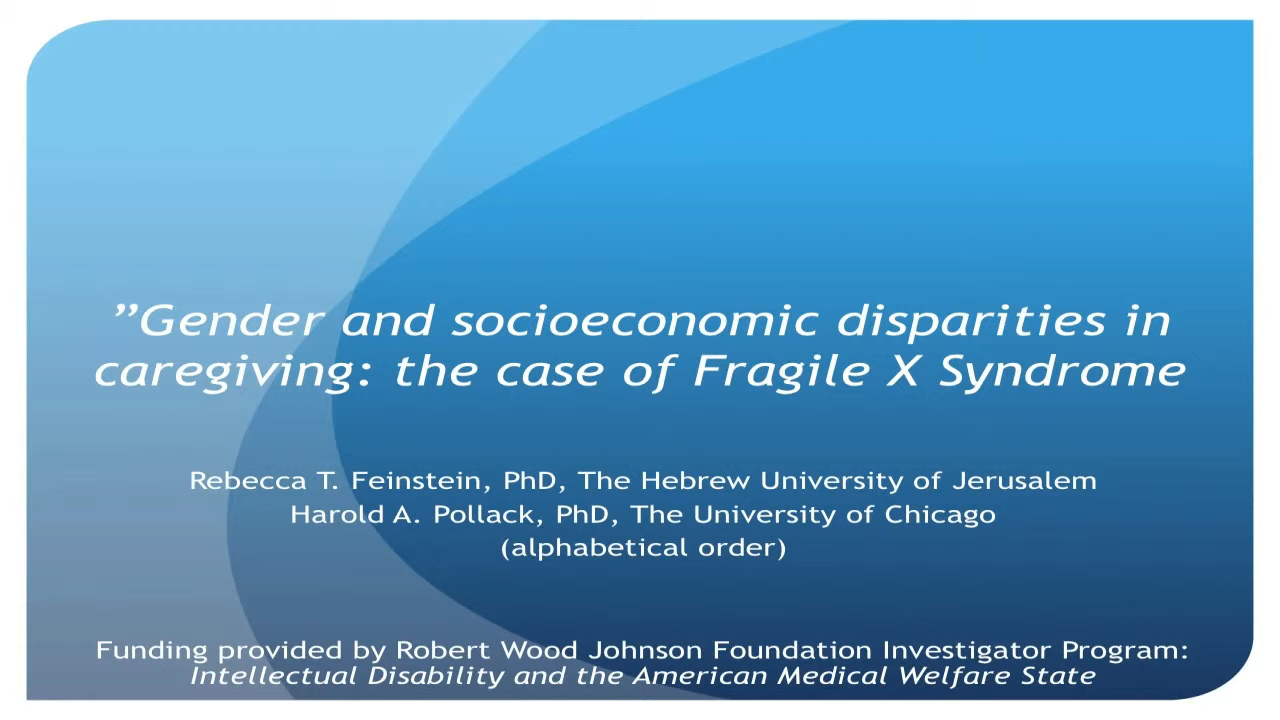 ”Gender and socioeconomic disparities in
caregiving: the case of Fragile X Syndrome
Rebecca T. Feinstein, PhD, The Hebrew University of Jerusalem
Harold A. Pollack, PhD, The University of Chicago
(alphabetical order)
Funding provided by Robert Wood Johnson Foundation Investigator Program:
Intellectual Disability and the American Medical Welfare State